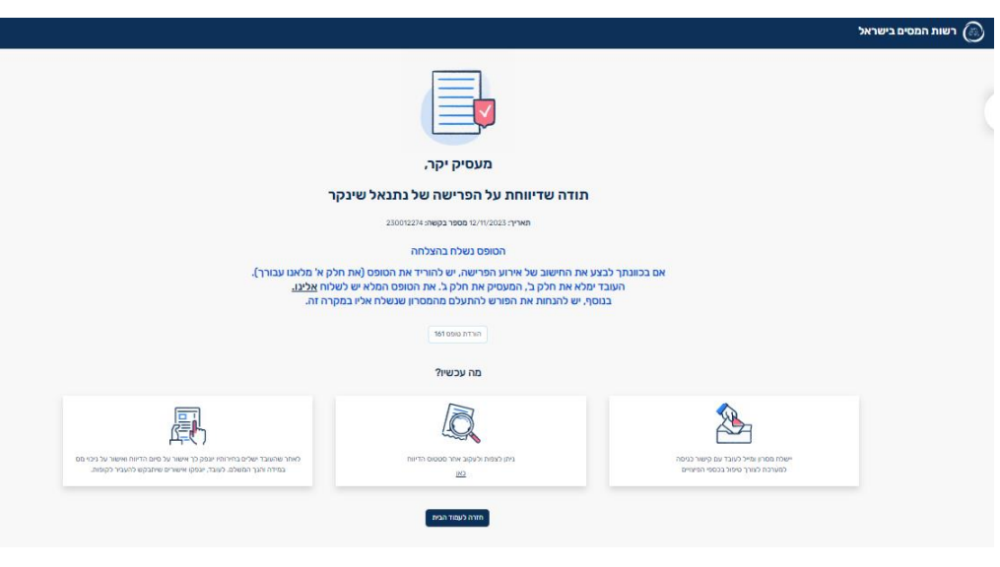 רשות המסים בישראל
מעסיק יקר,
תודה שדיווחת על הפרישה של נתנאל שינקר
תאריך: 12/11/2023 מספר בקשה: 230012274
הטופס נשלח בהצלחה
אם בכוונתך לבצע את החישוב של אירוע הפרישה, יש להוריד את הטופס (את חלק א' מלאנו עבורך).
העובד ימלא את חלק ב', המעסיק את חלק ג'. את הטופס המלא יש לשלוח אלינו.
בנוסף, יש להנחות את הפורש להתעלם מהמסרון שנשלח אליו במקרה זה.
הורדת טופס 161
מה עכשיו?
יישלח מסרון ומייל לעובד עם קישור כניסה
למערכת לצורך טיפול בכספי הפיצויים
ניתן לצפות ולעקוב אחר סטטוס הדיווח
כאן
לאחר שהעובד ישלים בחירותיו יונפק לך אישור על סיום הדיווח ואישור על ניכוי מס
במידה והנך המשלם. לעובד, יונפקו אישורים שיתבקש להעביר לקופות.
חזרה לעמוד הבית